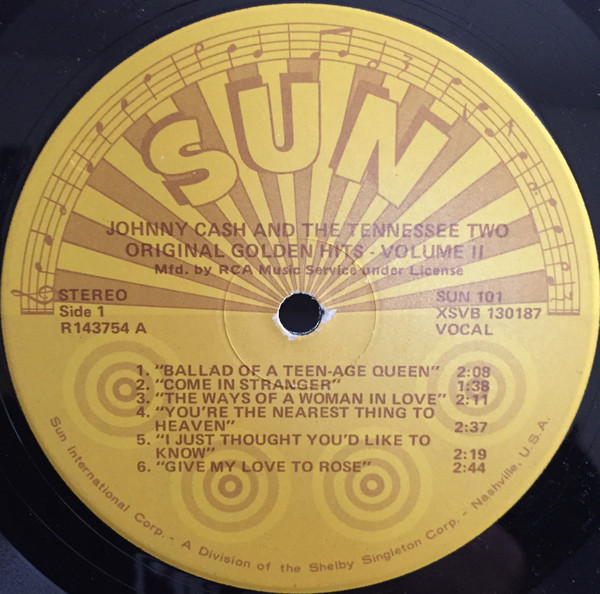 SUN
JOHNNY CASH AND THE TENNESSEE TWO
ORIGINAL GOLDEN HITS - VOLUME II
Mfd. by RCA Music Service under License
STEREO
Side 1
R143754 A
SUN 101
XSVB 130187
VOCAL
1. "BALLAD OF A TEEN-AGE QUEEN" 2:08
2. "COME IN STRANGER" 1:38
3. "THE WAYS OF A WOMAN IN LOVE" 2:11
4. "YOU'RE THE NEAREST THING TO
HEAVEN" 2:37
5. "I JUST THOUGHT YOU'D LIKE TO
KNOW" 2:19
6. "GIVE MY LOVE TO ROSE" 2:44
Sun International Corp. - A Division of the Shelby Singleton Corp. - Nashville, U.S.A.